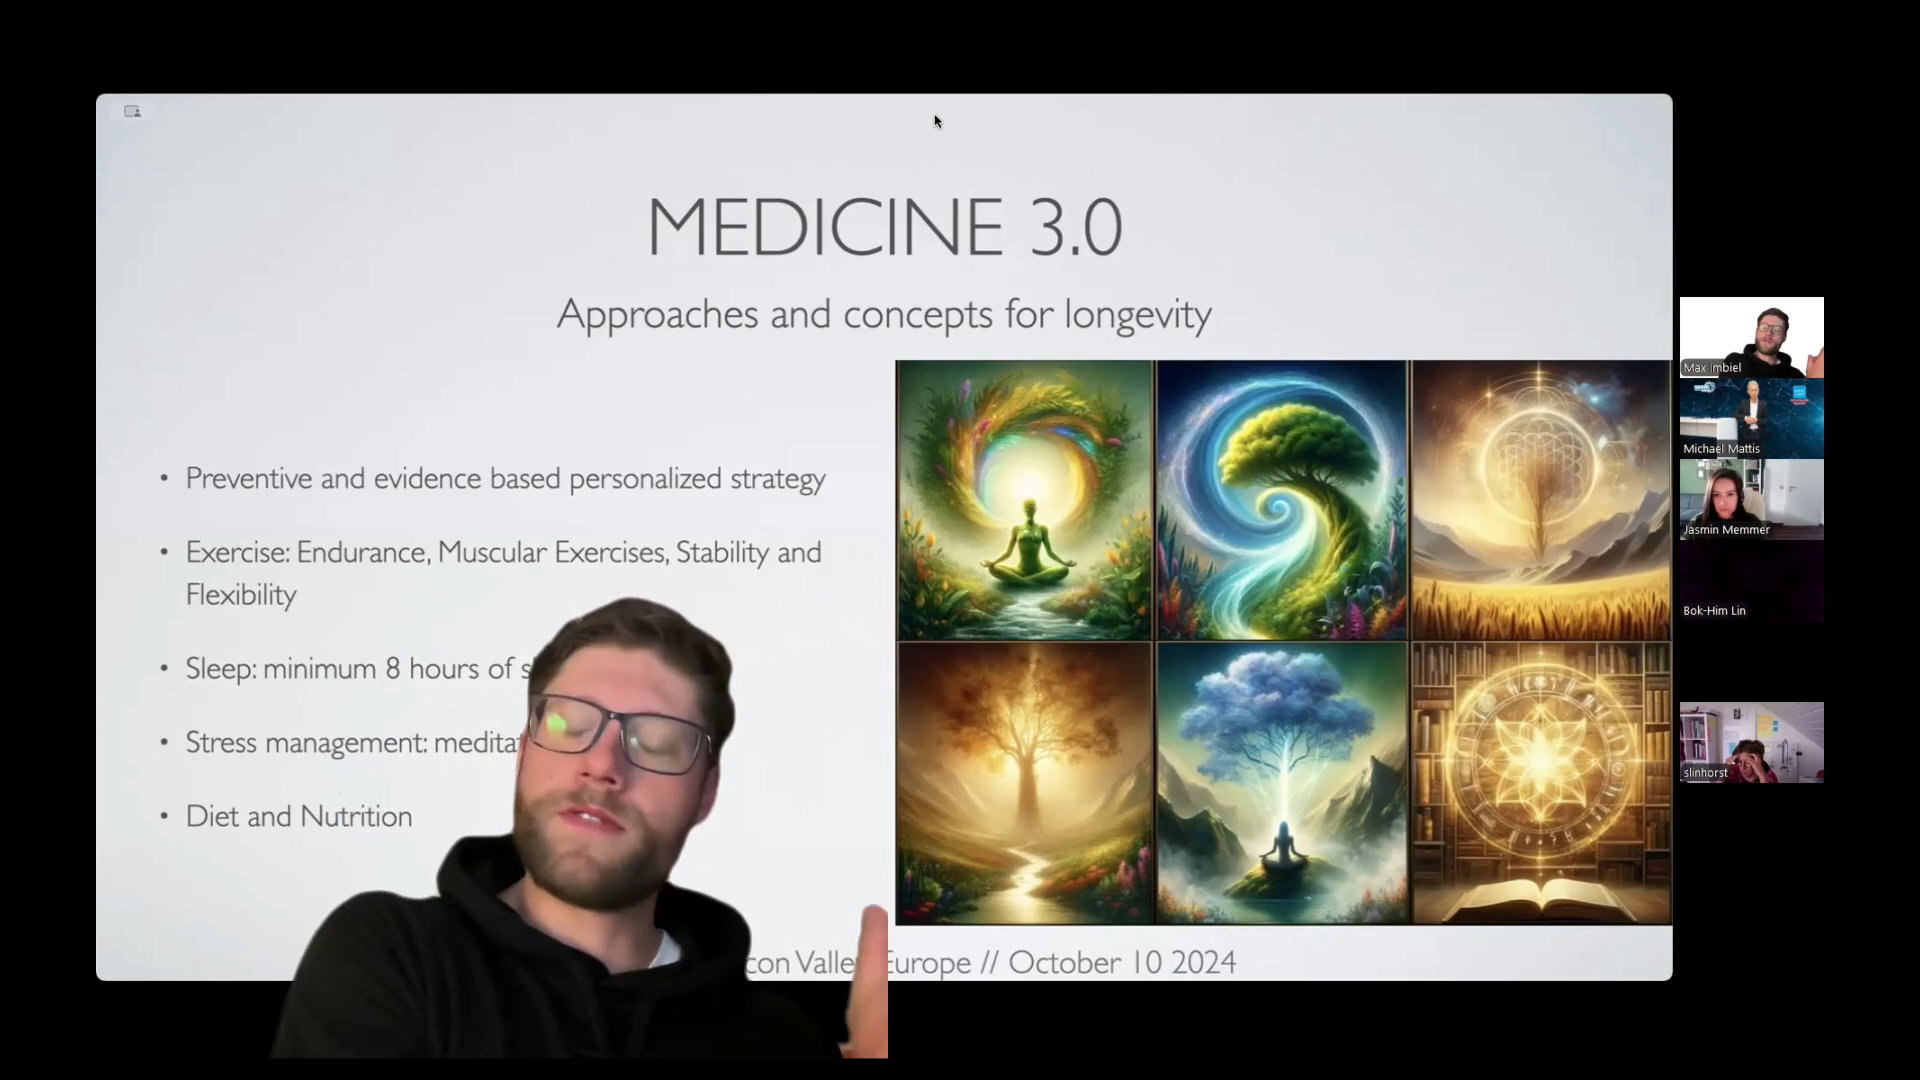 MEDICINE 3.0
Approaches and concepts for longevity
• Preventive and evidence based personalized strategy
• Exercise: Endurance, Muscular Exercises, Stability and
Flexibility
• Sleep: minimum 8 hours of
• Stress management:
• Diet and Nutrition
Europe // October 10 2024
Max Imbiel
Michael Mattis
Jasmin Memmer
Bok-Him Lin
slinhorst